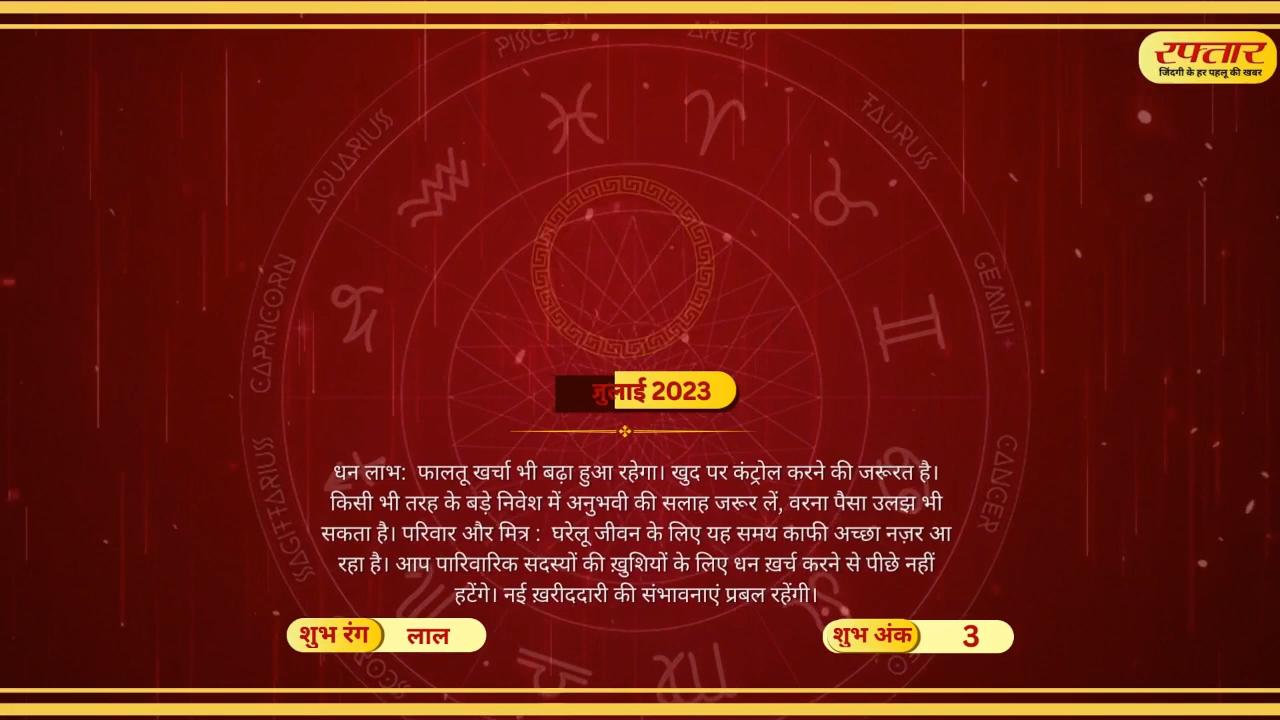 PISCES
ARIES
रफ्तार
जिंदगी के हर पहलू की खबर
AQUARIUS
TAURUS
CAPRICORN
GEMINI
जुलाई 2023
धन लाभ: फालतू खर्चा भी बढ़ा हुआ रहेगा। खुद पर कंट्रोल करने की जरूरत है।
किसी भी तरह के बड़े निवेश में अनुभवी की सलाह जरूर लें, वरना पैसा उलझ भी
सकता है। परिवार और मित्र : घरेलू जीवन के लिए यह समय काफी अच्छा नज़र आ
रहा है। आप पारिवारिक सदस्यों की ख़ुशियों के लिए धन ख़र्च करने से पीछे नहीं
हटेंगे। नई ख़रीददारी की संभावनाएं प्रबल रहेंगी।
SAGITTARIUS
CANCER
शुभ रंग लाल
शुभ अंक 3